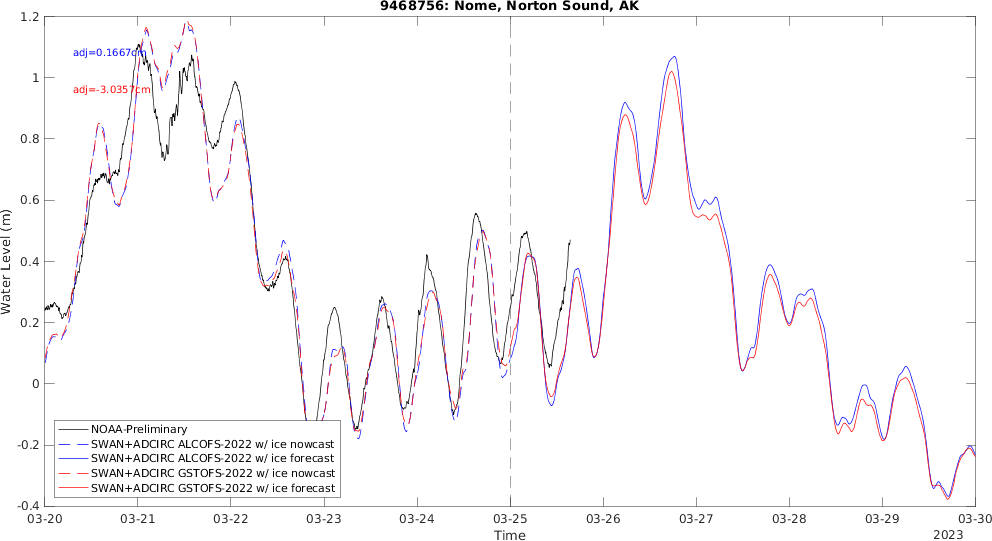 9468756: Nome, Norton Sound, AK
1.2
1
0.8
0.6
0.4
0.2
0
-0.2
-0.4
Water Level (m)
adj=0.1667cm
adj=-3.0357cm
NOAA-Preliminary
SWAN+ADCIRC ALCOFS-2022 w/ ice nowcast
SWAN+ADCIRC ALCOFS-2022 w/ ice forecast
SWAN+ADCIRC GSTOFS-2022 w/ ice nowcast
SWAN+ADCIRC GSTOFS-2022 w/ ice forecast
03-20 03-21 03-22 03-23 03-24 03-25 03-26 03-27 03-28 03-29 03-30
Time
2023